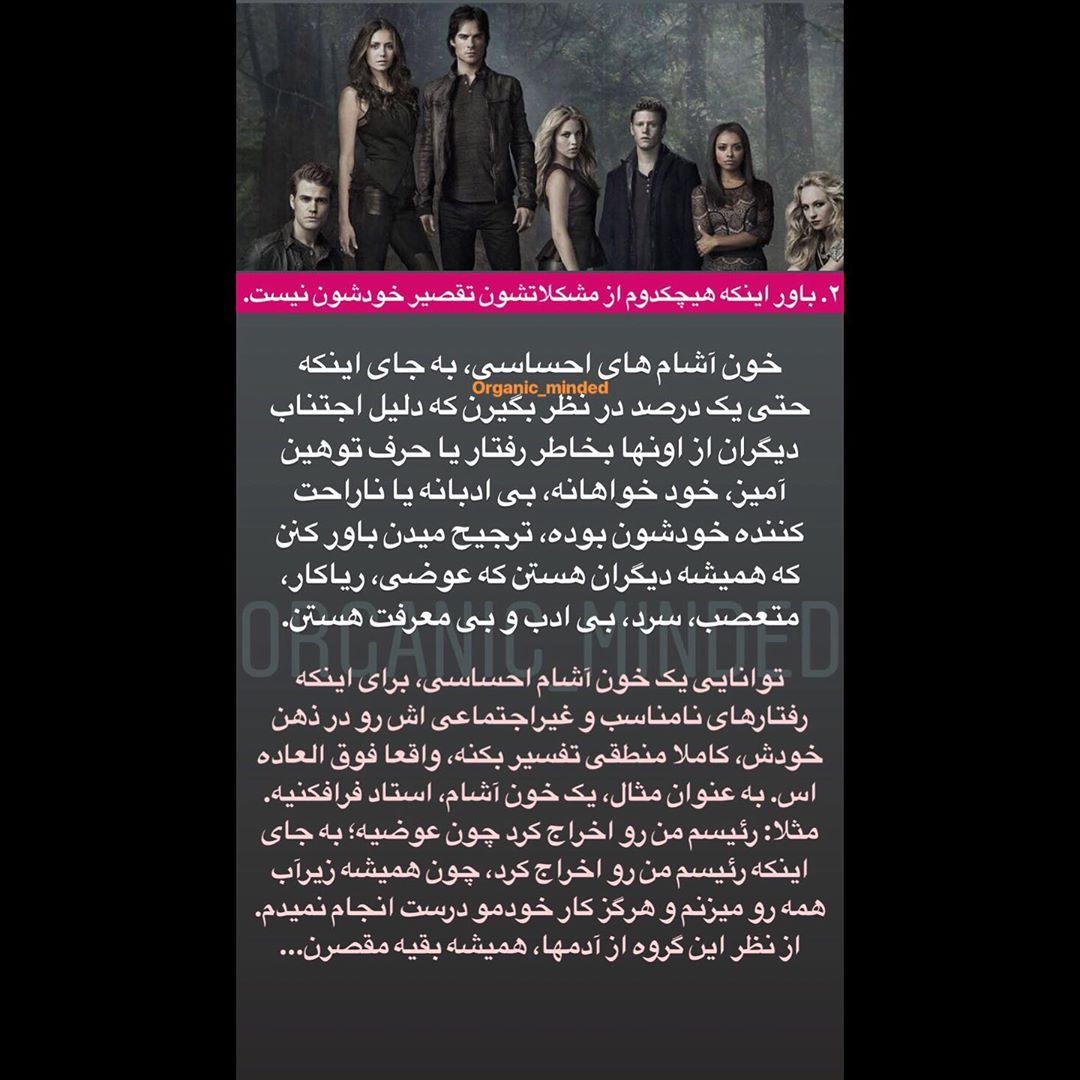 ۲. باور اینکه هیچکدوم از مشکلاتشون تقصیر خودشون نیست.
خون آشام های احساسی، به جای اینکه
Organic_minded
حتی یک درصد در نظر بگیرن که دلیل اجتناب
دیگران از اونها بخاطر رفتار یا حرف توهین
آمیز، خود خواهانه، بی ادبانه یا ناراحت
کننده خودشون بوده، ترجیح میدن باور کنن
که همیشه دیگران هستن که عوضی، ریاکار،
متعصب، سرد، بی ادب و بی معرفت هستن.
ORGANIC_MINDED
توانایی یک خون آشام احساسی، برای اینکه
رفتارهای نامناسب و غیراجتماعی اش رو در ذهن
خودش، کاملا منطقی تفسیر بکنه، واقعا فوق العاده
اس. به عنوان مثال، یک خون آشام، استاد فرافکنیه.
مثلا: رئیسم من رو اخراج کرد چون عوضیه؛ به جای
اینکه رئیسم من رو اخراج کرد، چون همیشه زیرآب
همه رو میزنم و هرگز کار خودمو درست انجام نمیدم.
از نظر این گروه از آدمها، همیشه بقیه مقصرن...